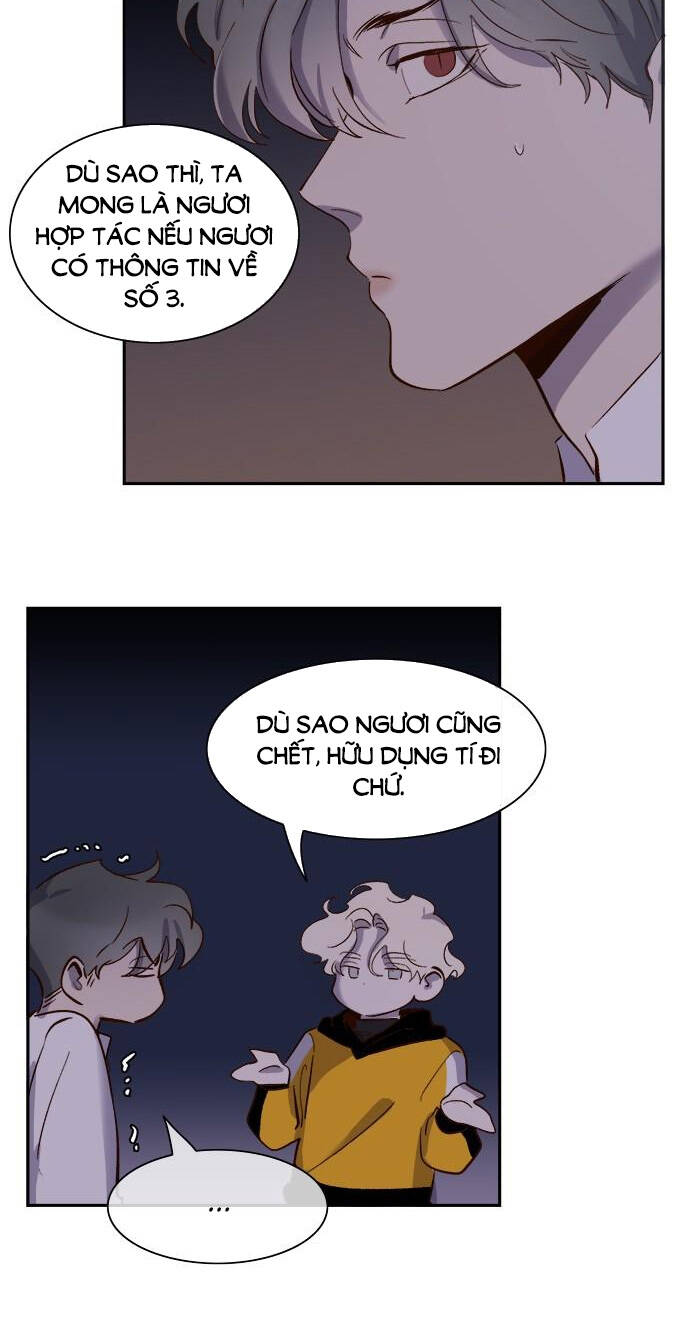 DÙ SAO THÌ, TA
MONG LÀ NGƯƠI
HỢP TÁC NẾU NGƯƠI
CÓ THÔNG TIN VỀ
SỐ 3.
DÙ SAO NGƯƠI CŨNG
CHẾT, HỮU DỤNG TÍ ĐI
CHỨ.
...